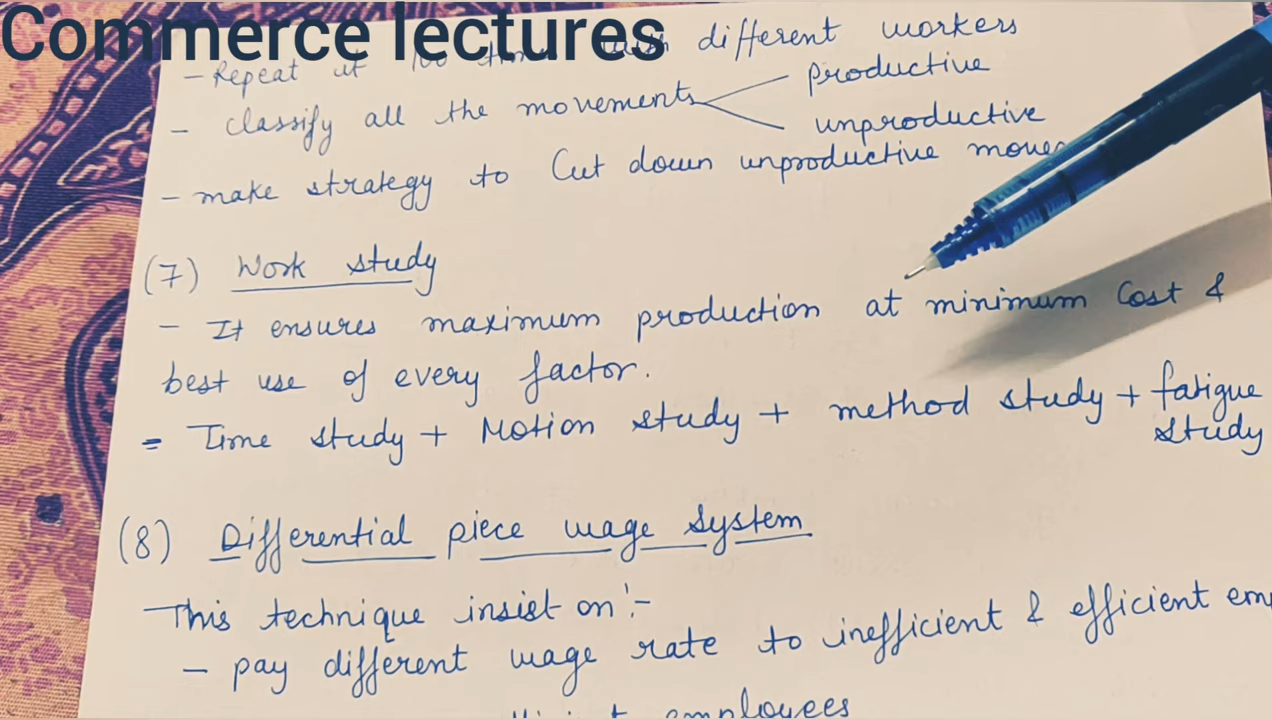 Commerce lectures
different workers
- Repeat it 100
productive
- classify all the movements
unproductive
- make strategy to Cut down unproductive
(7) Work study
- It ensures maximum production at minimum Cost &
best use of every factor.
= Time study + Motion study + method study + fatigue
study
(8) Differential piece wage system
This technique insist on :-
- pay different wage rate to inefficient & efficient
employees